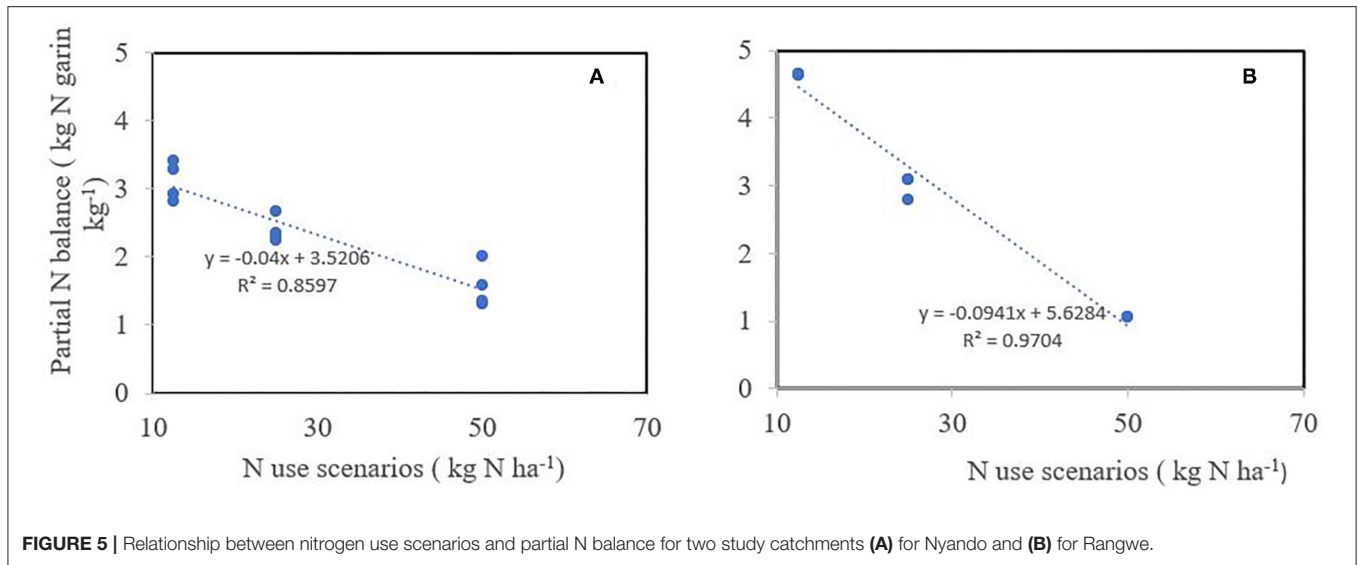 Partial N balance ( kg N garin
kg-1)
5
4
3
2
1
0
A
y = -0.04x + 3.5206
R² = 0.8597
10 30 50 70
N use scenarios ( kg N ha-1)
5
4
3
2
1
0
B
y = -0.0941x + 5.6284
R² = 0.9704
10 30 50 70
N use scenarios ( kg N ha-1)
FIGURE 5 | Relationship between nitrogen use scenarios and partial N balance for two study catchments (A) for Nyando and (B) for Rangwe.